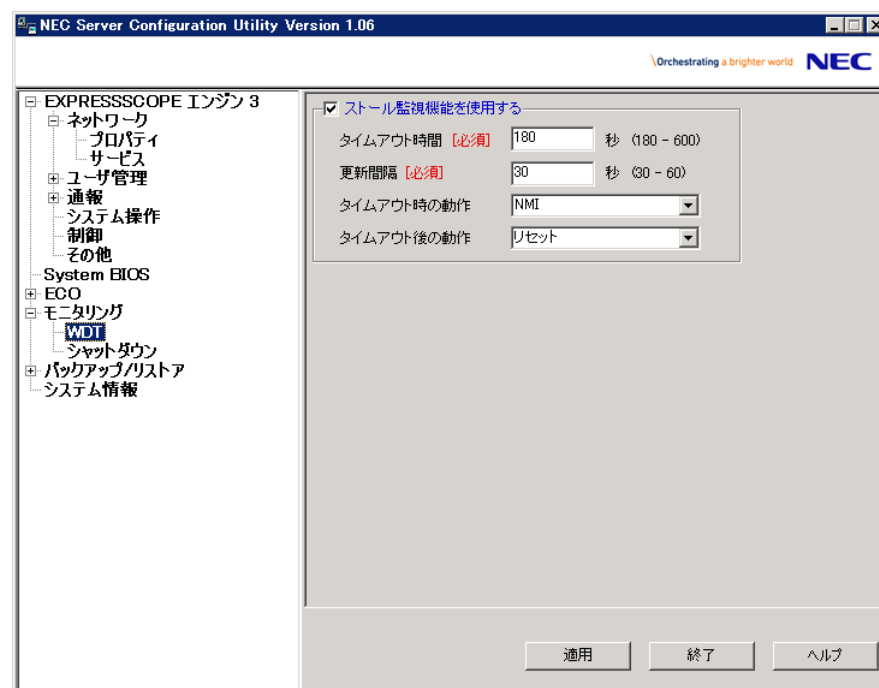 NEC Server Configuration Utility Version 1.06
\Orchestrating a brighter world NEC
EXPRESSSCOPE エンジン 3
ネットワーク
プロパティ
サービス
ユーザ管理
通報
システム操作
制御
その他
System BIOS
ECO
モニタリング
WDT
シャットダウン
バックアップ/リストア
システム情報
ストール監視機能を使用する
タイムアウト時間 [必須] 180 秒 (180 - 600)
更新間隔 [必須] 30 秒 (30 - 60)
タイムアウト時の動作 NMI
タイムアウト後の動作 リセット
適用 終了 ヘルプ